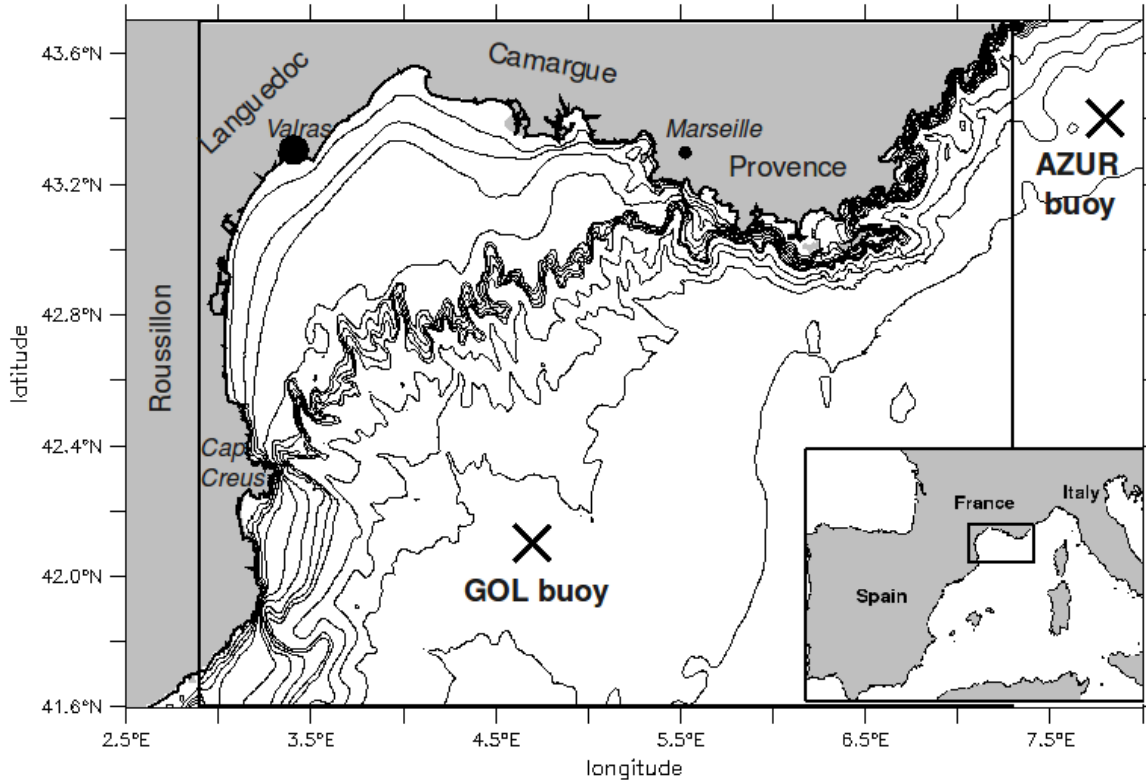 43.6°N
43.2°N
42.8°N
42.4°N
42.0°N
41.6°N
latitude
2.5°E
3.5°E
4.5°E
5.5°E
6.5°E
7.5°E
longitude
Languedoc
Valras
Camargue
Marseille
Provence
AZUR
buoy
Roussillon
Cap
Creus
GOL buoy
France
Italy
Spain